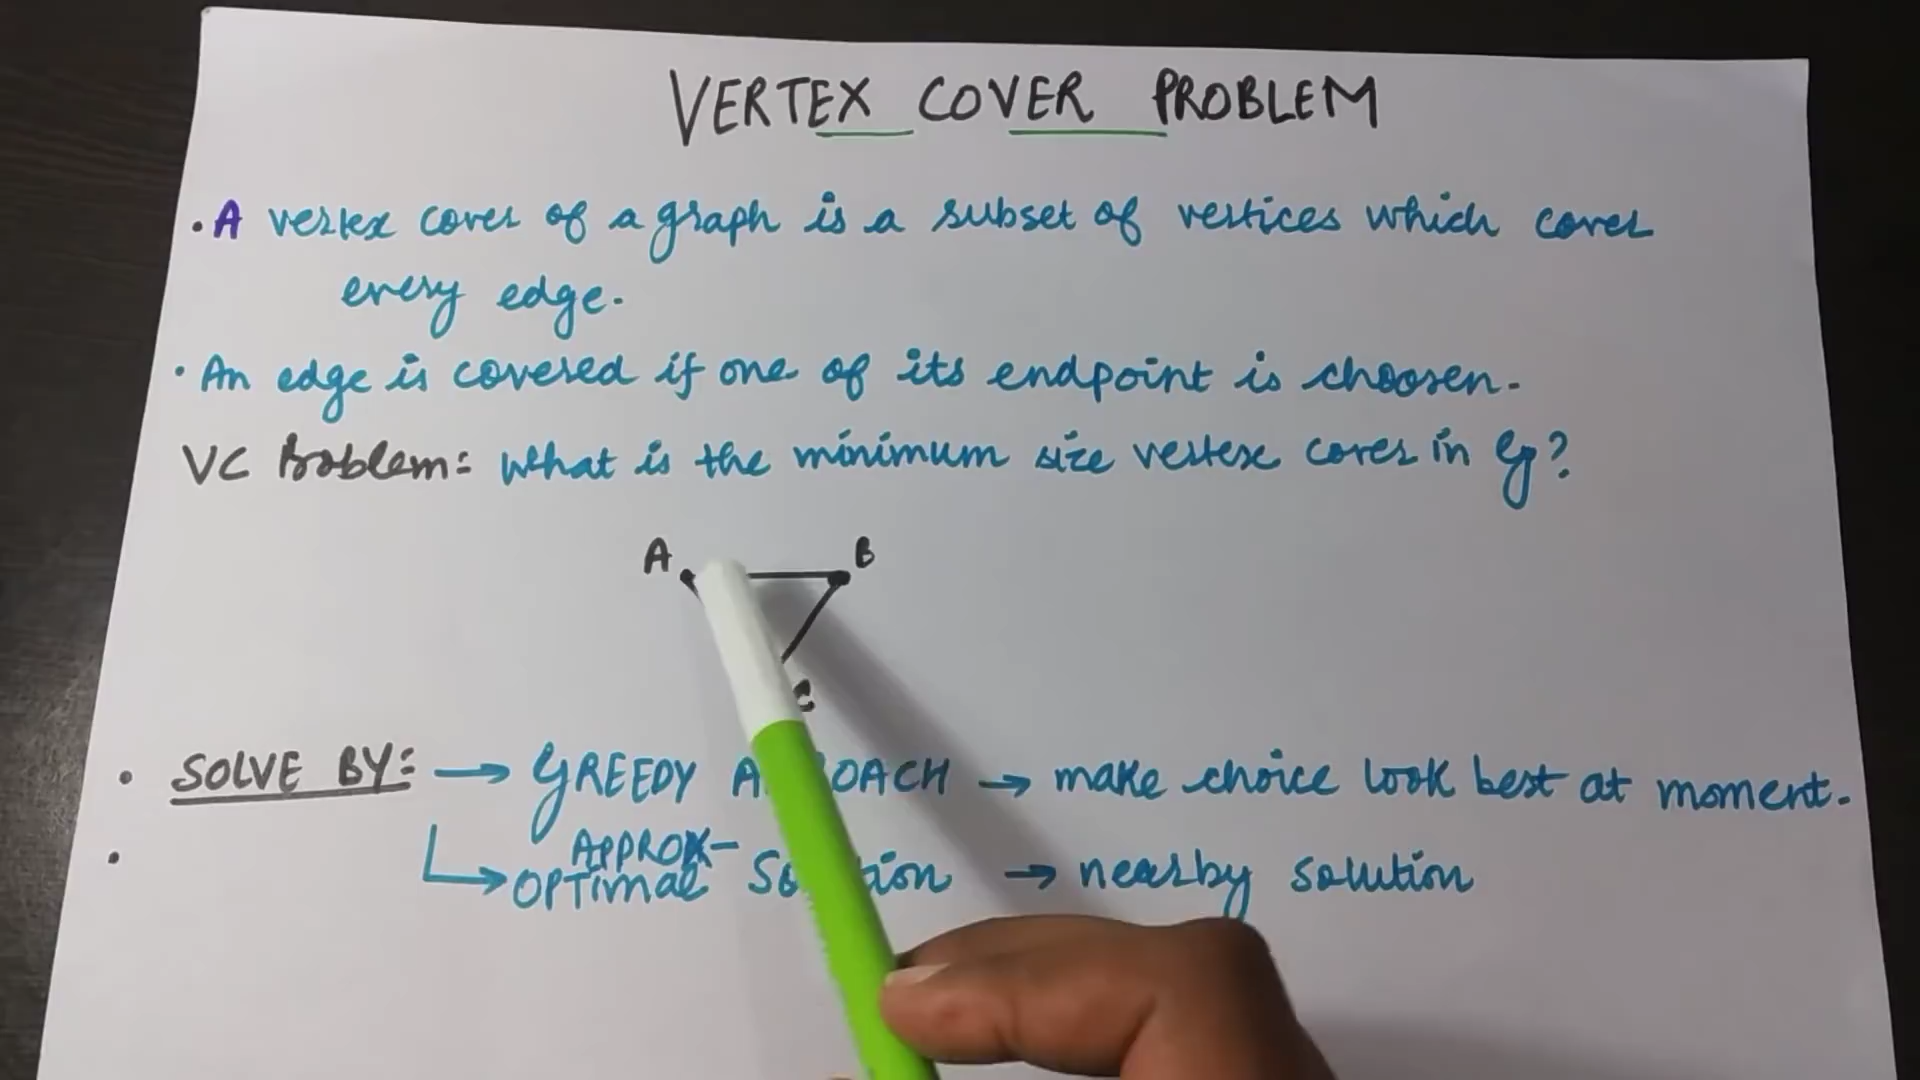 VERTEX COVER PROBLEM
• A vertex cover of a graph is a subset of vertices which cover
every edge.
• An edge is covered if one of its endpoint is choosen.
VC Problem: What is the minimum size vertex cover in G?
A B
C
• SOLVE BY: → GREEDY APPROACH → make choice look best at moment.
• APPROX-
→ OPTIMAL Solution → nearby solution